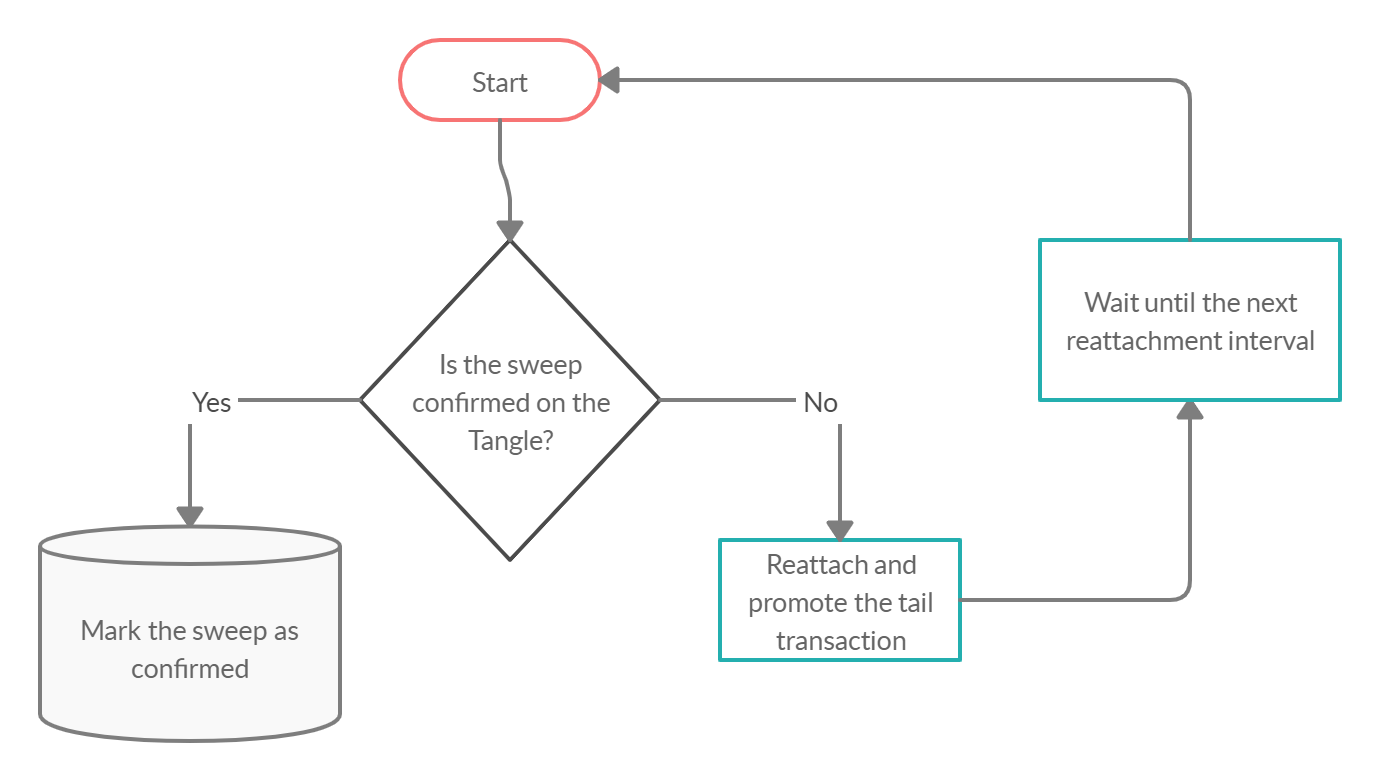 Start
Wait until the next
reattachment interval
Is the sweep
confirmed on the
Tangle?
Yes
No
Reattach and
promote the tail
transaction
Mark the sweep as
confirmed